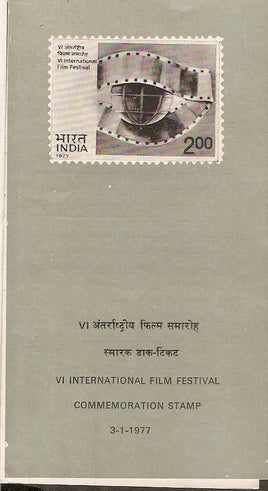 VI अंतर्राष्ट्रीय
फिल्म समारोह
VI International
Film Festival
भारत
INDIA
1977
2.00
VI अंतर्राष्ट्रीय फिल्म समारोह
स्मारक डाक-टिकट
VI INTERNATIONAL FILM FESTIVAL
COMMEMORATION STAMP
3-1-1977